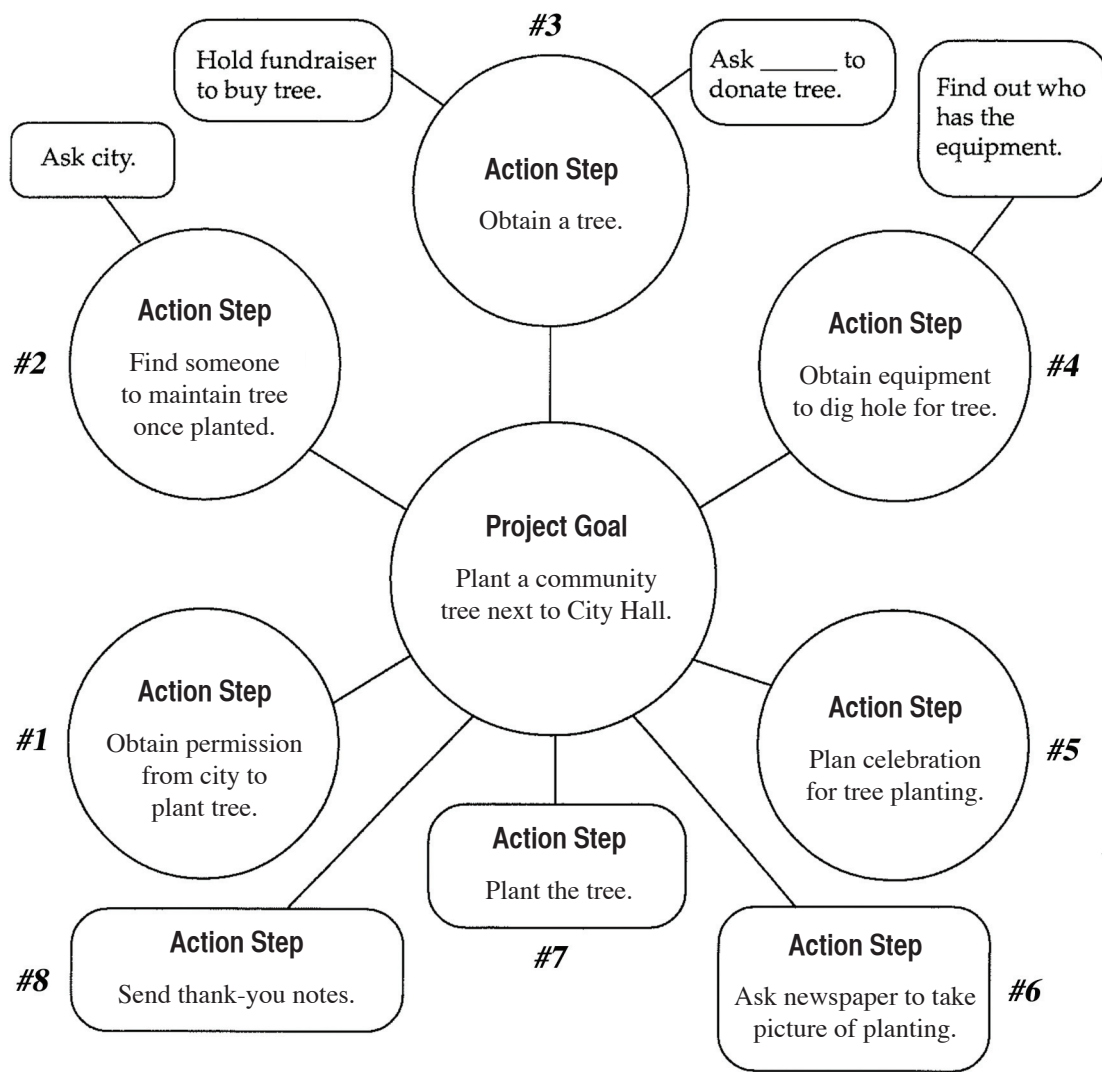 #3
Hold fundraiser
to buy tree.
Ask ______ to
donate tree.
Find out who
has the
equipment.
Ask city.
Action Step
Obtain a tree.
#2
Action Step
Find someone
to maintain tree
once planted.
Action Step
Obtain equipment
to dig hole for tree.
#4
Project Goal
Plant a community
tree next to City Hall.
#1
Action Step
Obtain permission
from city to
plant tree.
Action Step
Plan celebration
for tree planting.
#5
Action Step
Plant the tree.
#7
#8
Action Step
Send thank-you notes.
Action Step
Ask newspaper to take
picture of planting.
#6